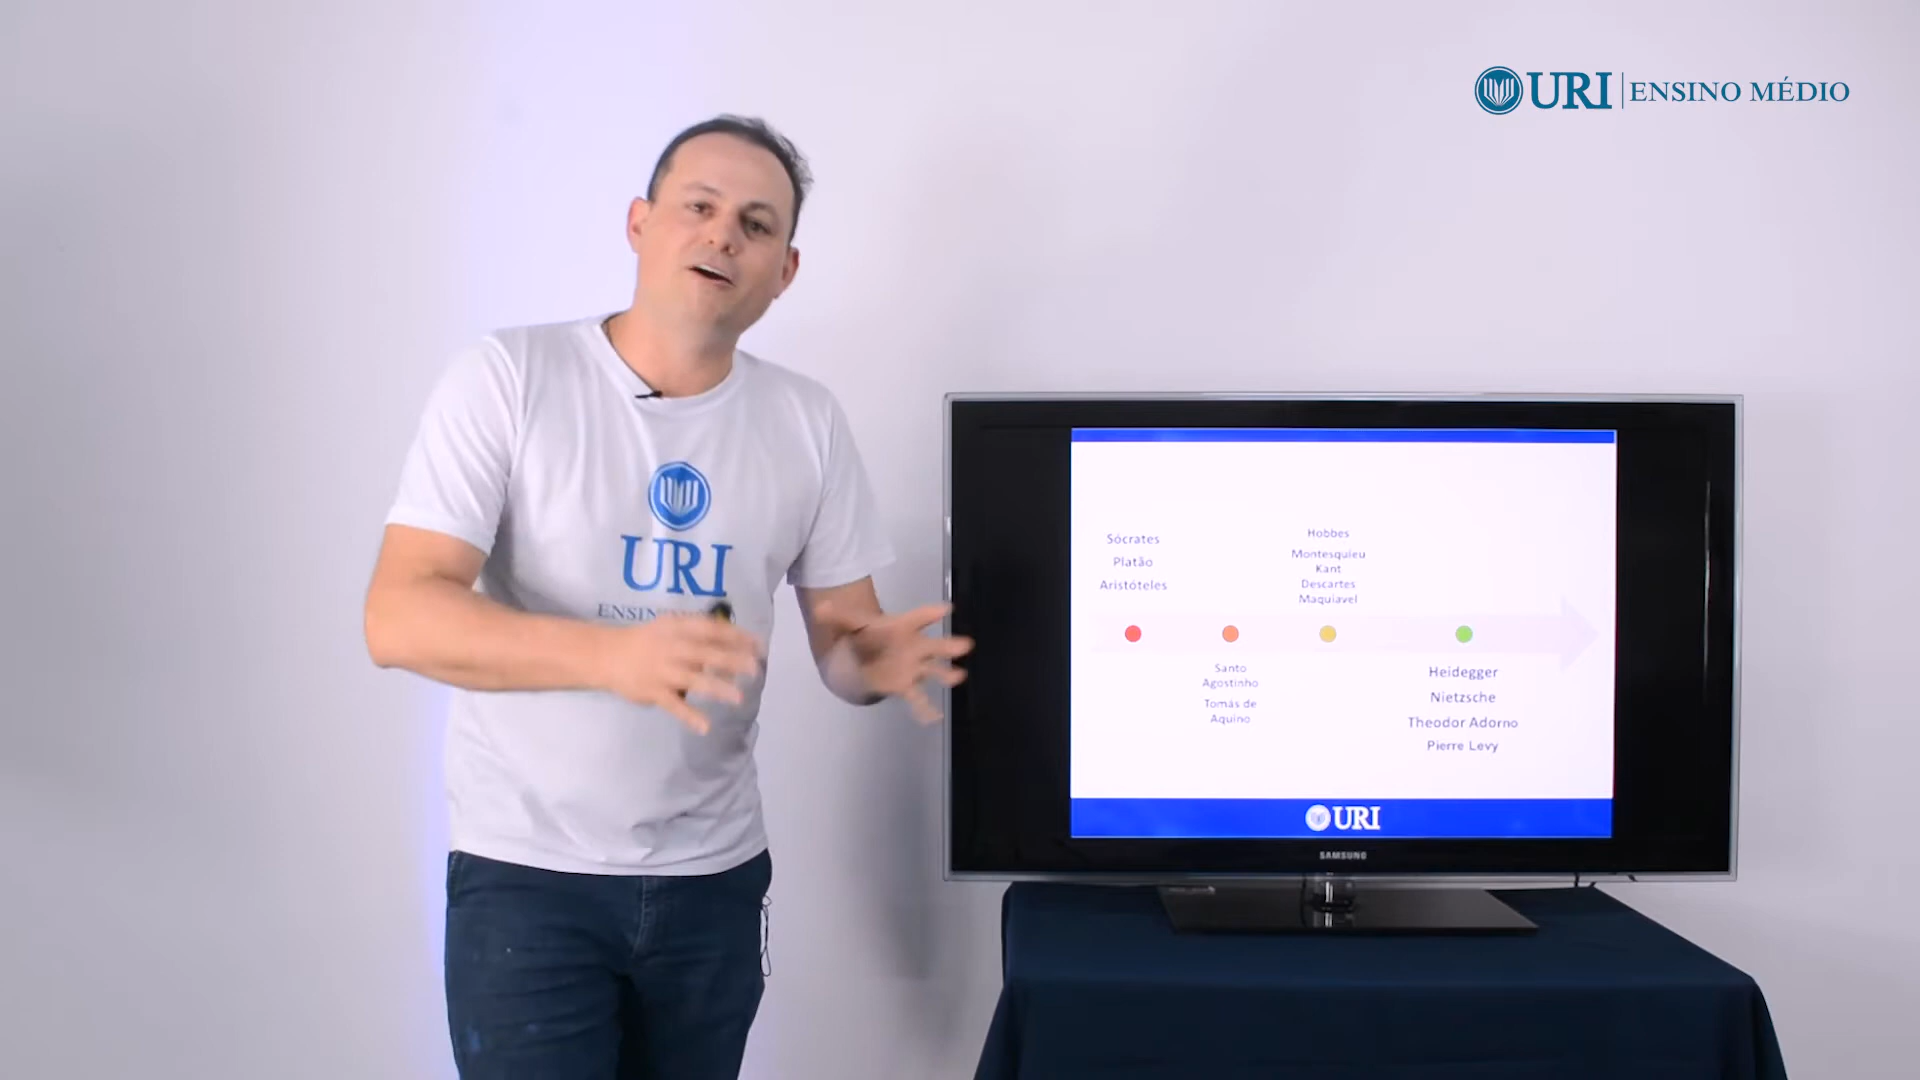 URI | ENSINO MÉDIO
URI
Sócrates
Platão
Aristóteles
Hobbes
Montesquieu
Kant
Descartes
Maquiavel
Santo
Agostinho
Tomás de
Aquino
Heidegger
Nietzsche
Theodor Adorno
Pierre Levy
URI
SAMSUNG